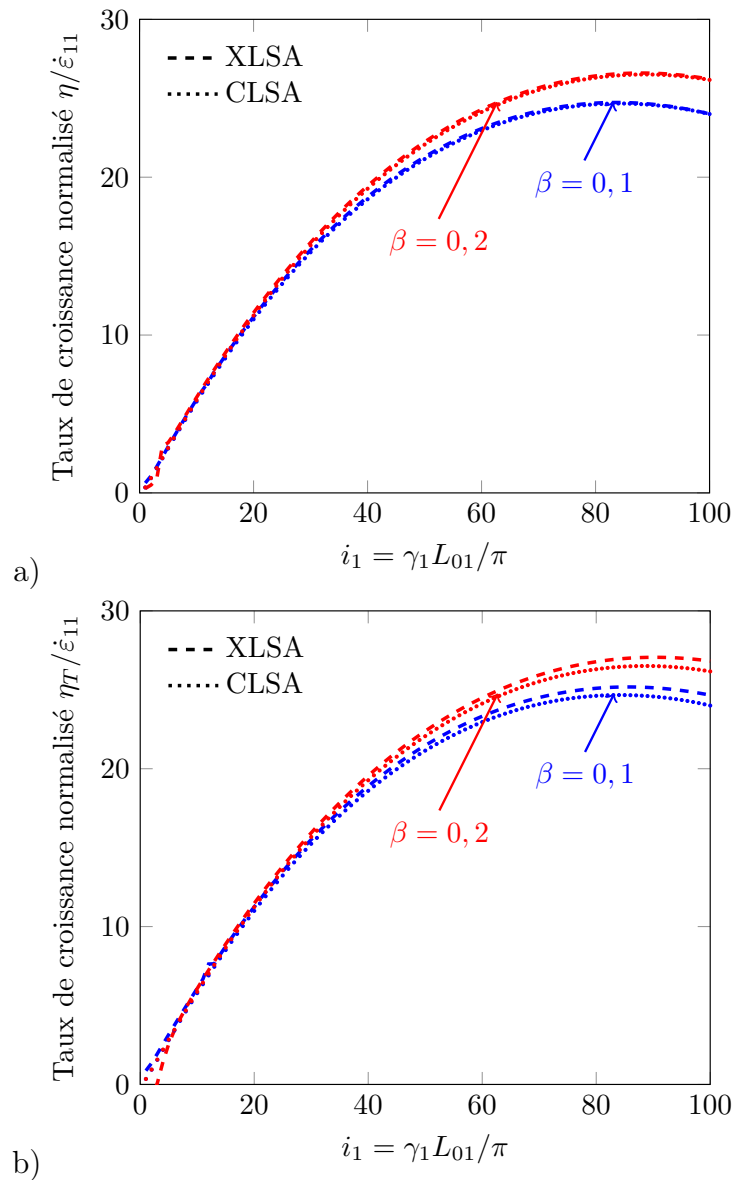 30
XLSA
CLSA
20
β = 0, 1
β = 0, 2
10
0
0 20 40 60 80 100
Taux de croissance normalisé η/ε̇₁₁
i₁ = γ₁L₀₁/π
a)
30
XLSA
CLSA
20
β = 0, 1
β = 0, 2
10
0
0 20 40 60 80 100
Taux de croissance normalisé η_T/ε̇₁₁
i₁ = γ₁L₀₁/π
b)